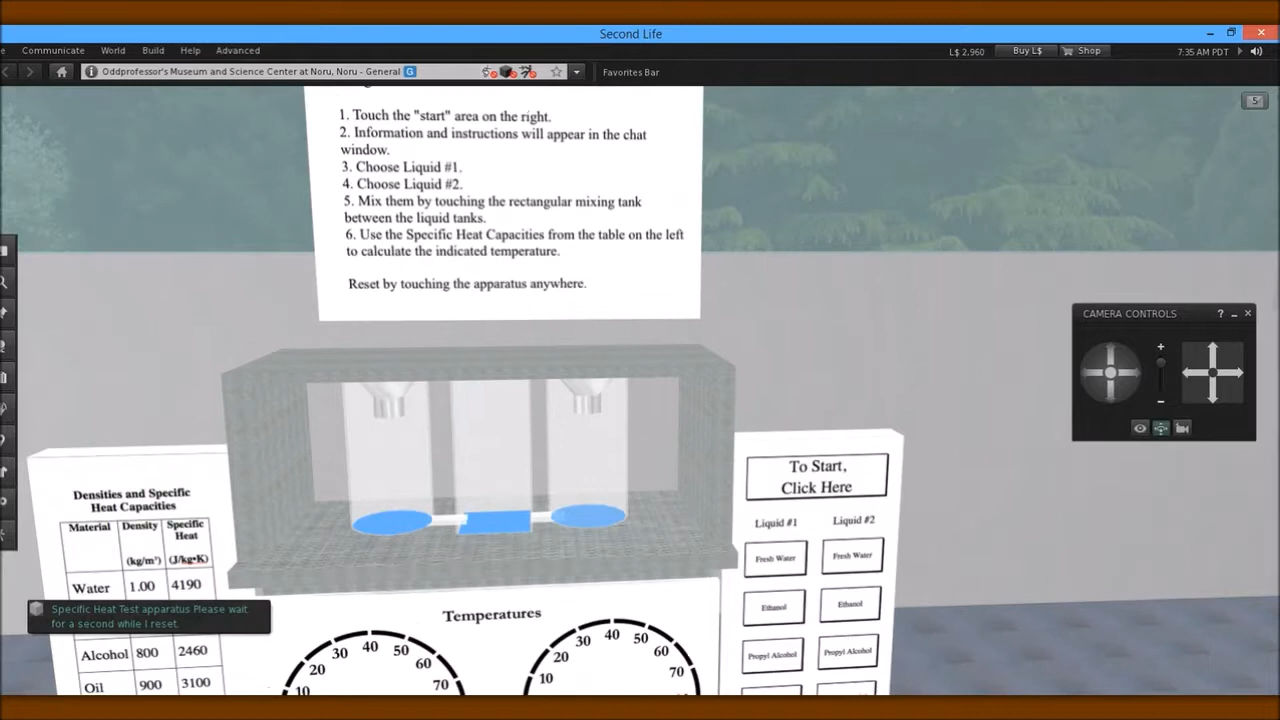 Second Life
Communicate World Build Help Advanced
L$ 2,960 Buy L$ Shop 7:35 AM PDT
Oddprofessor's Museum and Science Center at Noru, Noru - General G
Favorites Bar
5
1. Touch the "start" area on the right.
2. Information and instructions will appear in the chat
window.
3. Choose Liquid #1.
4. Choose Liquid #2.
5. Mix them by touching the rectangular mixing tank
between the liquid tanks.
6. Use the Specific Heat Capacities from the table on the left
to calculate the indicated temperature.
Reset by touching the apparatus anywhere.
CAMERA CONTROLS
To Start,
Click Here
Liquid #1 Liquid #2
Fresh Water Fresh Water
Ethanol Ethanol
Propyl Alcohol Propyl Alcohol
Densities and Specific
Heat Capacities
Material Density Specific
Heat
(kg/m³) (J/kg•K)
Water 1.00 4190
Specific Heat Test apparatus Please wait
for a second while I reset.
Alcohol 800 2460
Oil 900 3100
Temperatures
10 20 30 40 50 60 70
10 20 30 40 50 60 70